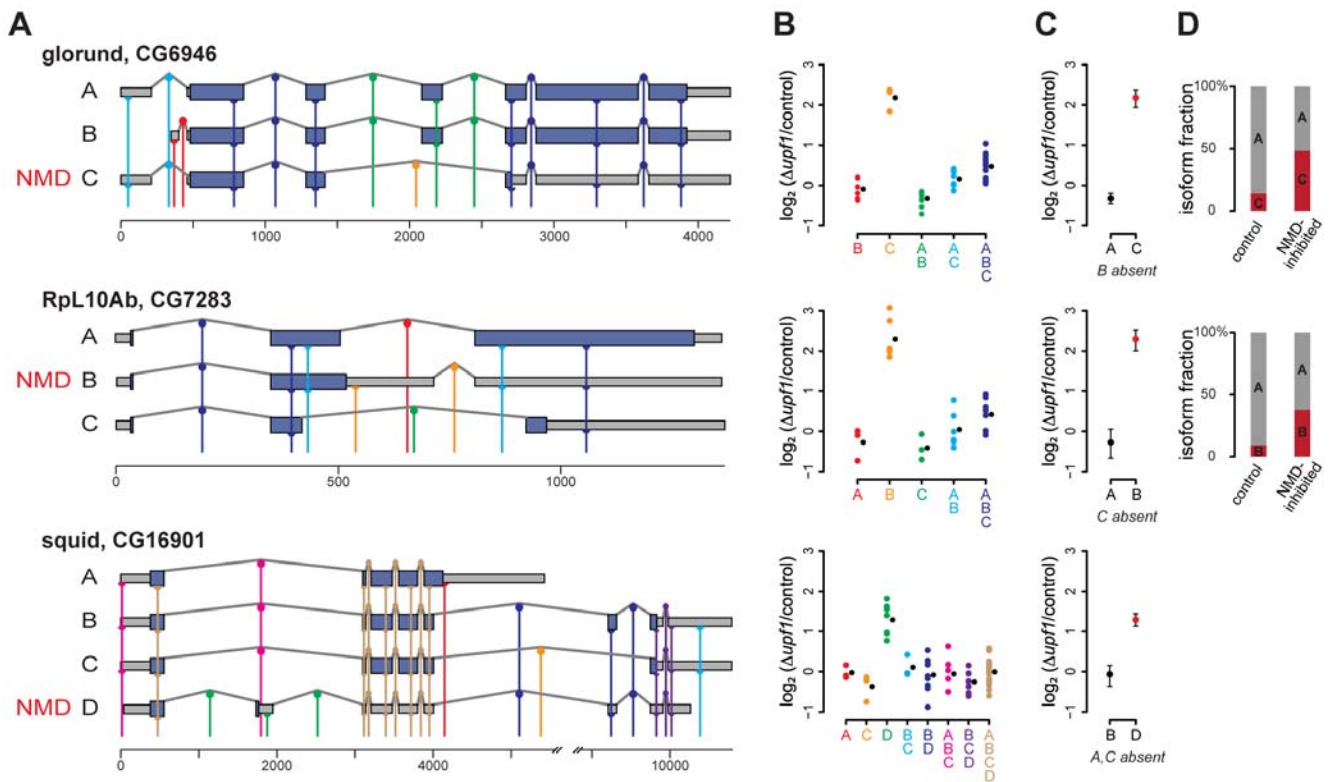 A
B
C
D
glorund, CG6946
A
B
NMD C
0 1000 2000 3000 4000
log₂ (Δupf1/control)
3
2
1
0
−1
B C A B A C A B C
log₂ (Δupf1/control)
3
2
1
0
−1
A C
B absent
isoform fraction
100%
50
0
A C A C
control NMD-inhibited
RpL10Ab, CG7283
A
NMD B
C
0 500 1000
log₂ (Δupf1/control)
3
2
1
0
−1
A B C A B A B C
log₂ (Δupf1/control)
3
2
1
0
−1
A B
C absent
isoform fraction
100%
50
0
A B A B
control NMD-inhibited
squid, CG16901
A
B
C
NMD D
0 2000 4000 10000
log₂ (Δupf1/control)
3
2
1
0
−1
A C D B C B D A B C B C D A B C D
log₂ (Δupf1/control)
3
2
1
0
−1
B D
A,C absent